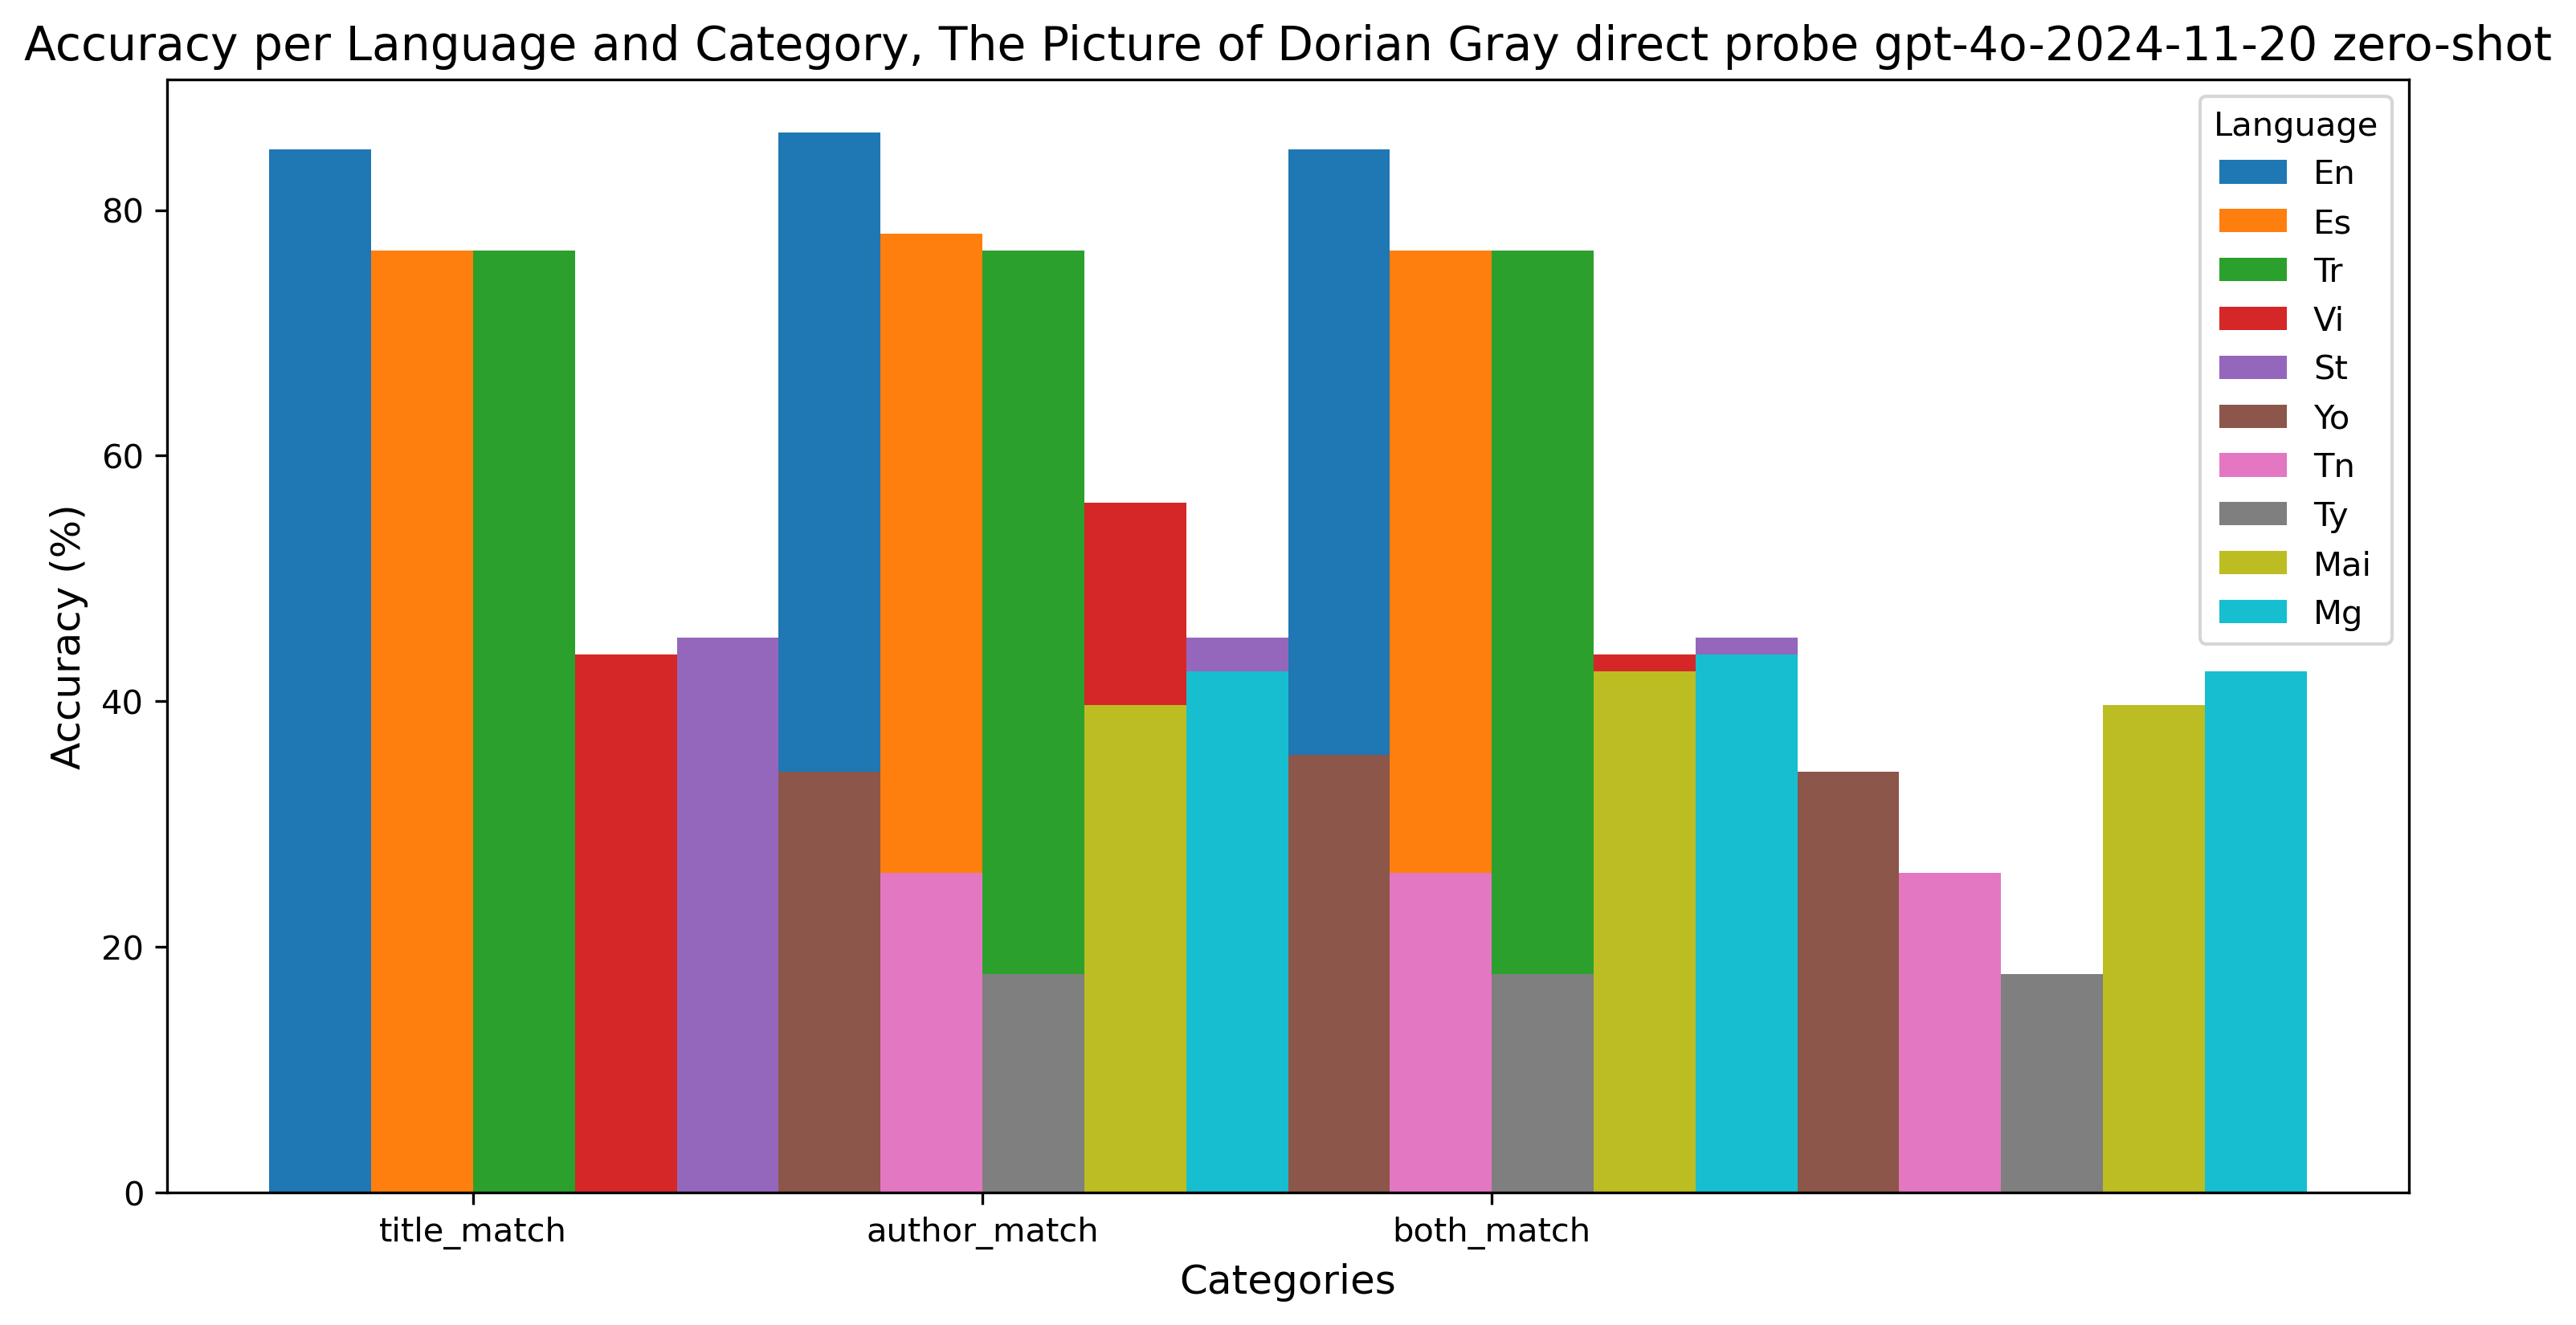 Accuracy per Language and Category, The Picture of Dorian Gray direct probe gpt-4o-2024-11-20 zero-shot
Accuracy (%)
80
60
40
20
0
title_match
author_match
both_match
Categories
Language
En
Es
Tr
Vi
St
Yo
Tn
Ty
Mai
Mg